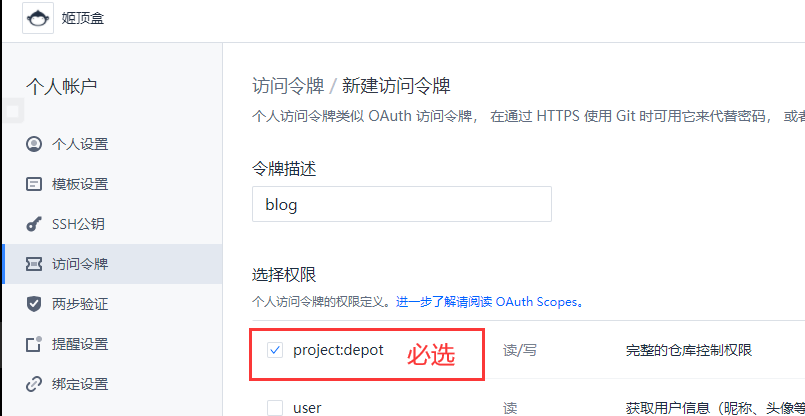 姬顶盒
个人帐户
个人设置
模板设置
SSH公钥
访问令牌
两步验证
提醒设置
绑定设置
访问令牌 / 新建访问令牌
个人访问令牌类似 OAuth 访问令牌， 在通过 HTTPS 使用 Git 时可用它来代替密码， 或者
令牌描述
blog
选择权限
个人访问令牌的权限定义。进一步了解请阅读 OAuth Scopes。
project:depot 必选 读/写 完整的仓库控制权限
user 读 获取用户信息（昵称、头像等